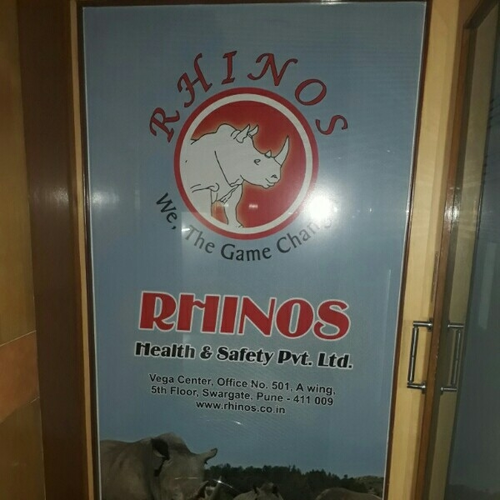 RHINOS
We, The Game
RHINOS
Health & Safety Pvt. Ltd.
Vega Center, Office No. 501, A wing,
5th Floor, Swargate, Pune - 411 009
www.rhinos.co.in